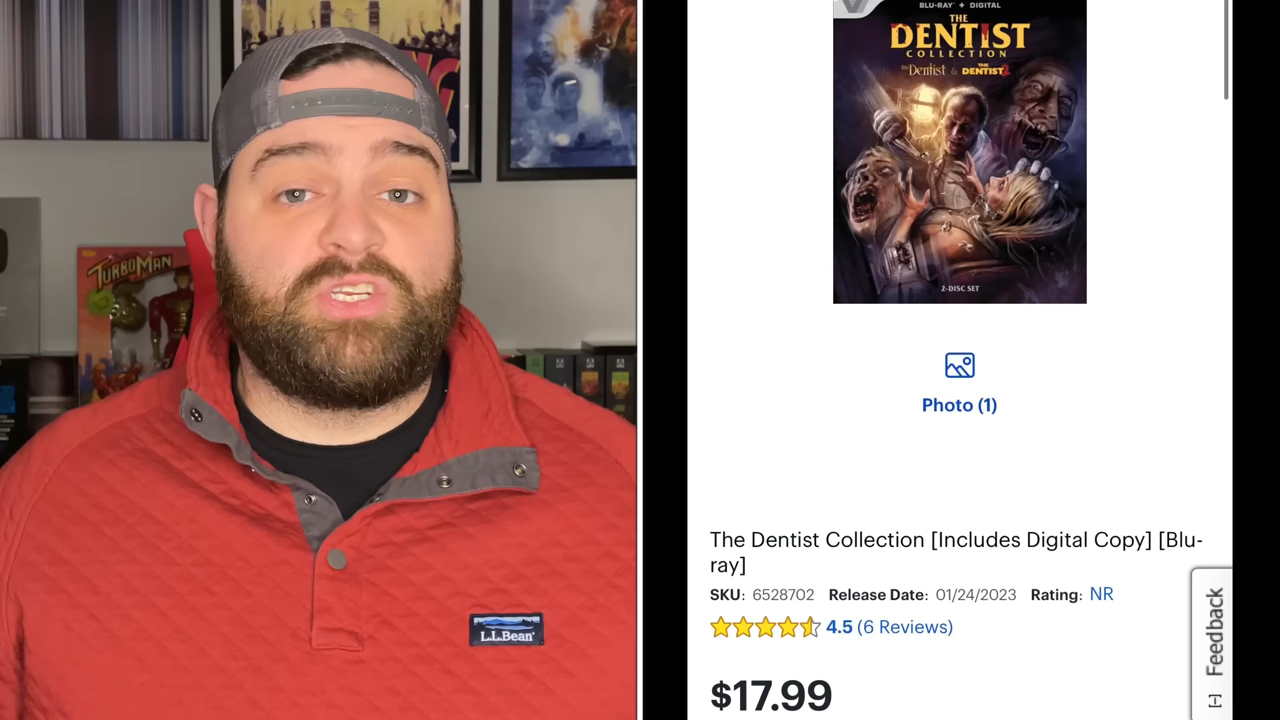 TURBOMAN
L.L.Bean
BLU-RAY + DIGITAL
THE
DENTIST
COLLECTION
The Dentist & THE DENTIST 2
2-DISC SET
Photo (1)
The Dentist Collection [Includes Digital Copy] [Blu-
ray]
SKU: 6528702 Release Date: 01/24/2023 Rating: NR
4.5 (6 Reviews)
$17.99
Feedback
[-]